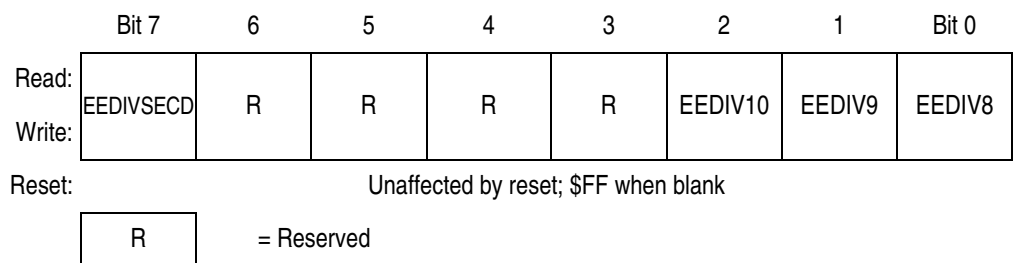 Bit 7 6 5 4 3 2 1 Bit 0
Read:
EEDIVSECD R R R R EEDIV10 EEDIV9 EEDIV8
Write:
Reset: Unaffected by reset; $FF when blank
R = Reserved